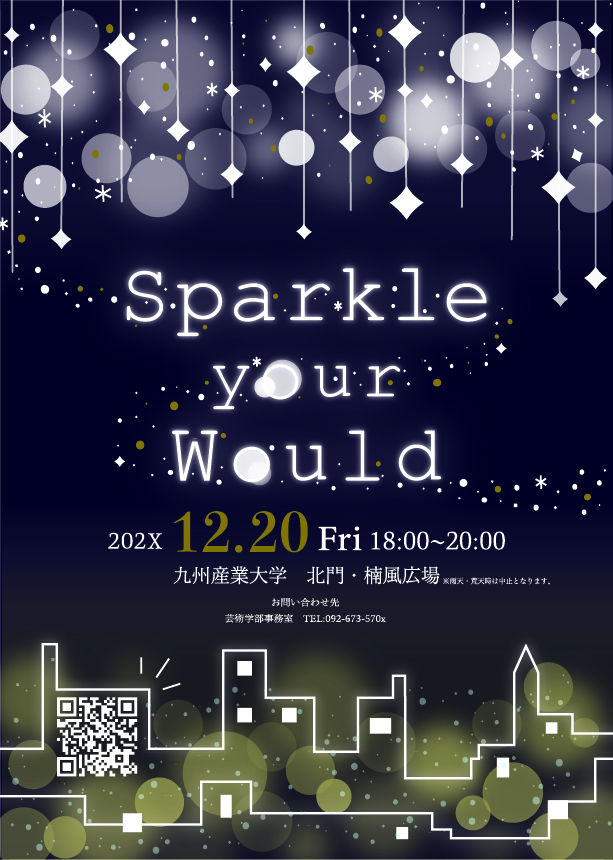 Sparkle
your
Would
202X 12.20 Fri 18:00~20:00
九州産業大学　北門・楠風広場 ※雨天・荒天時は中止となります。
お問い合わせ先
芸術学部事務室　TEL:092-673-570x